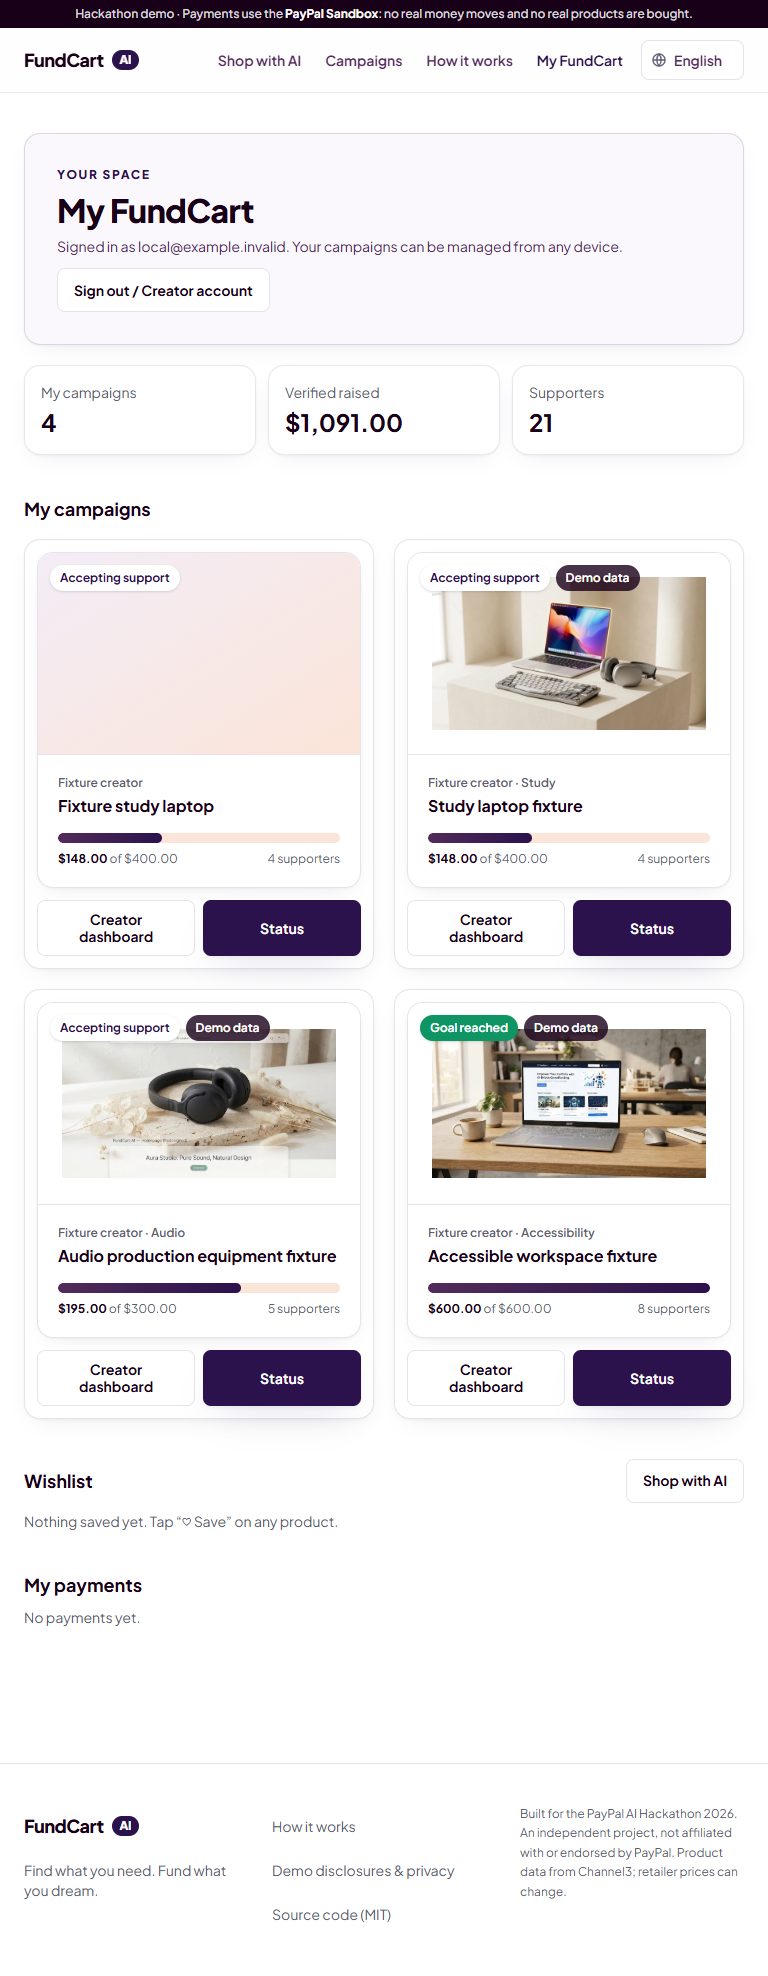 Hackathon demo · Payments use the PayPal Sandbox: no real money moves and no real products are bought.
FundCart AI
Shop with AI
Campaigns
How it works
My FundCart
English
YOUR SPACE
My FundCart
Signed in as local@example.invalid. Your campaigns can be managed from any device.
Sign out / Creator account
My campaigns
4
Verified raised
$1,091.00
Supporters
21
My campaigns
Accepting support
Fixture creator
Fixture study laptop
$148.00 of $400.00
4 supporters
Creator
dashboard
Status
Accepting support
Demo data
Fixture creator · Study
Study laptop fixture
$148.00 of $400.00
4 supporters
Creator
dashboard
Status
Accepting support
Demo data
Aura Studio: Pure Sound, Natural Design
Fixture creator · Audio
Audio production equipment fixture
$195.00 of $300.00
5 supporters
Creator
dashboard
Status
Goal reached
Demo data
Fixture creator · Accessibility
Accessible workspace fixture
$600.00 of $600.00
8 supporters
Creator
dashboard
Status
Wishlist
Shop with AI
Nothing saved yet. Tap “♡ Save” on any product.
My payments
No payments yet.
FundCart AI
Find what you need. Fund what
you dream.
How it works
Demo disclosures & privacy
Source code (MIT)
Built for the PayPal AI Hackathon 2026.
An independent project, not affiliated
with or endorsed by PayPal. Product
data from Channel3; retailer prices can
change.